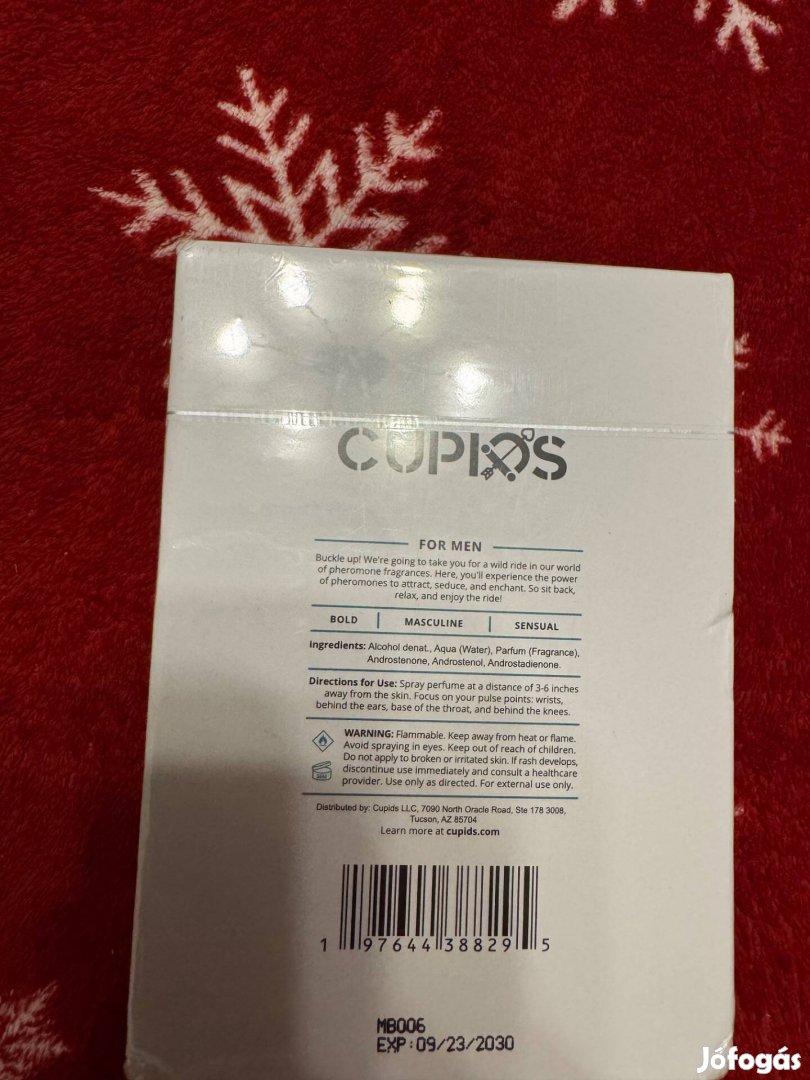 CUPID'S
FOR MEN
Buckle up! We're going to take you for a wild ride in our world
of pheromone fragrances. Here, you'll experience the power
of pheromones to attract, seduce, and enchant. So sit back,
relax, and enjoy the ride!
BOLD | MASCULINE | SENSUAL
Ingredients: Alcohol denat., Aqua (Water), Parfum (Fragrance),
Androstenone, Androstenol, Androstadienone.
Directions for Use: Spray perfume at a distance of 3-6 inches
away from the skin. Focus on your pulse points: wrists,
behind the ears, base of the throat, and behind the knees.
WARNING: Flammable. Keep away from heat or flame.
Avoid spraying in eyes. Keep out of reach of children.
Do not apply to broken or irritated skin. If rash develops,
discontinue use immediately and consult a healthcare
provider. Use only as directed. For external use only.
Distributed by: Cupids LLC, 7090 North Oracle Road, Ste 178 3008,
Tucson, AZ 85704
Learn more at cupids.com
1 97644 38829 5
MB006
EXP:09/23/2030
Jófogás